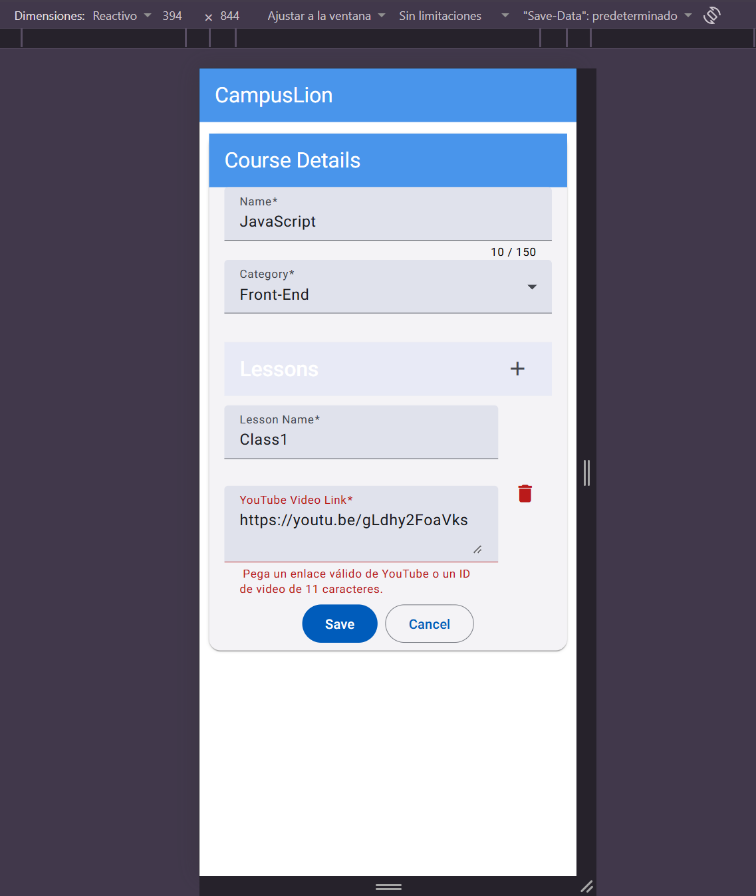 Dimensiones: Reactivo 394 × 844 Ajustar a la ventana Sin limitaciones "Save-Data": predeterminado
CampusLion
Course Details
Name*
JavaScript
10 / 150
Category*
Front-End
Lessons +
Lesson Name*
Class1
YouTube Video Link*
https://youtu.be/gLdhy2FoaVks
Pega un enlace válido de YouTube o un ID
de video de 11 caracteres.
Save Cancel